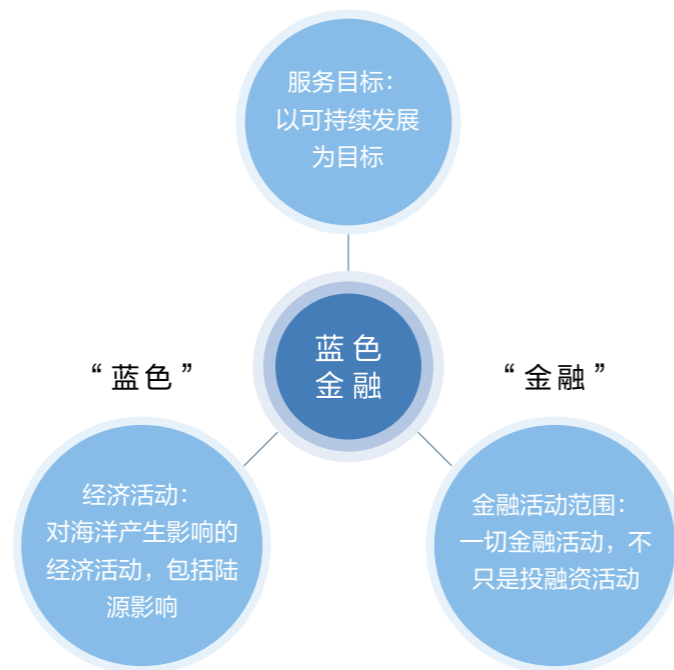 服务目标：
以可持续发展
为目标
蓝色
金融
“蓝色”
“金融”
经济活动：
对海洋产生影响的
经济活动，包括陆
源影响
金融活动范围：
一切金融活动，不
只是投融资活动